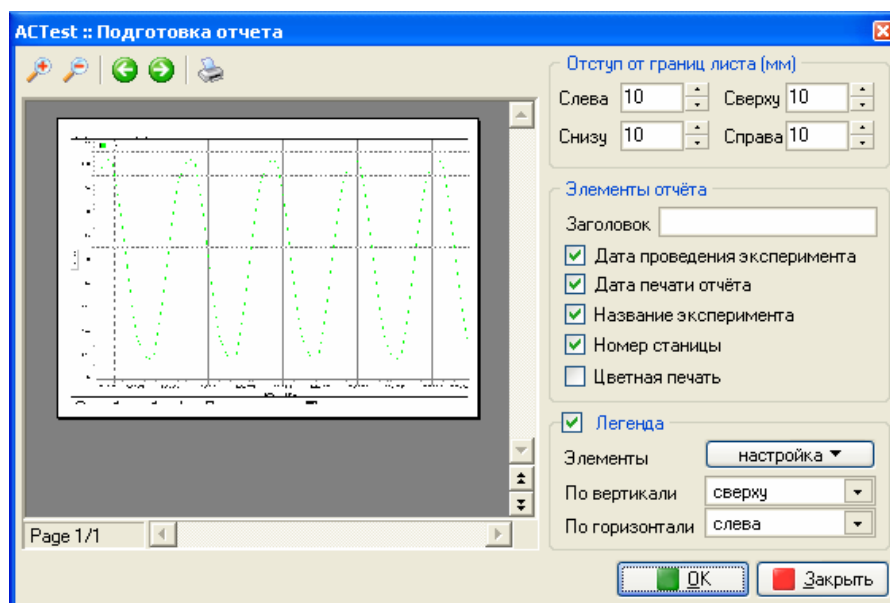 ACTest :: Подготовка отчета
Отступ от границ листа (мм)
Слева 10 Сверху 10
Снизу 10 Справа 10
Элементы отчёта
Заголовок
Дата проведения эксперимента
Дата печати отчёта
Название эксперимента
Номер станицы
Цветная печать
Легенда
Элементы настройка
По вертикали сверху
По горизонтали слева
Page 1/1
OK Закрыть